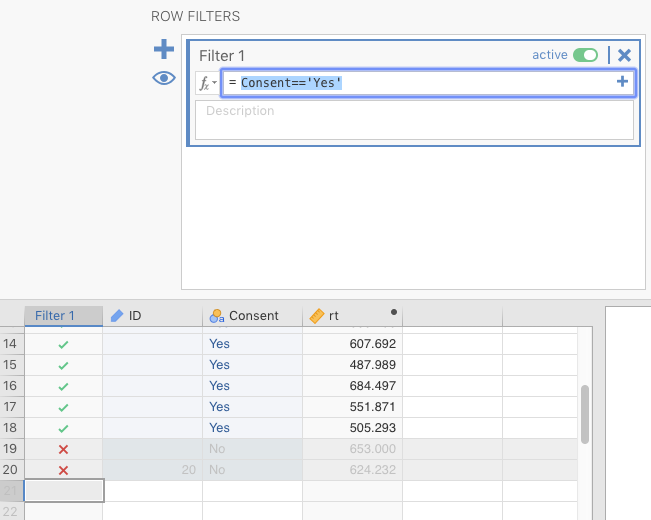 ROW FILTERS
Filter 1 active
fx = Consent=='Yes'
Description
Filter 1 ID Consent rt
14 Yes 607.692
15 Yes 487.989
16 Yes 684.497
17 Yes 551.871
18 Yes 505.293
19 No 653.000
20 20 No 624.232
21
22